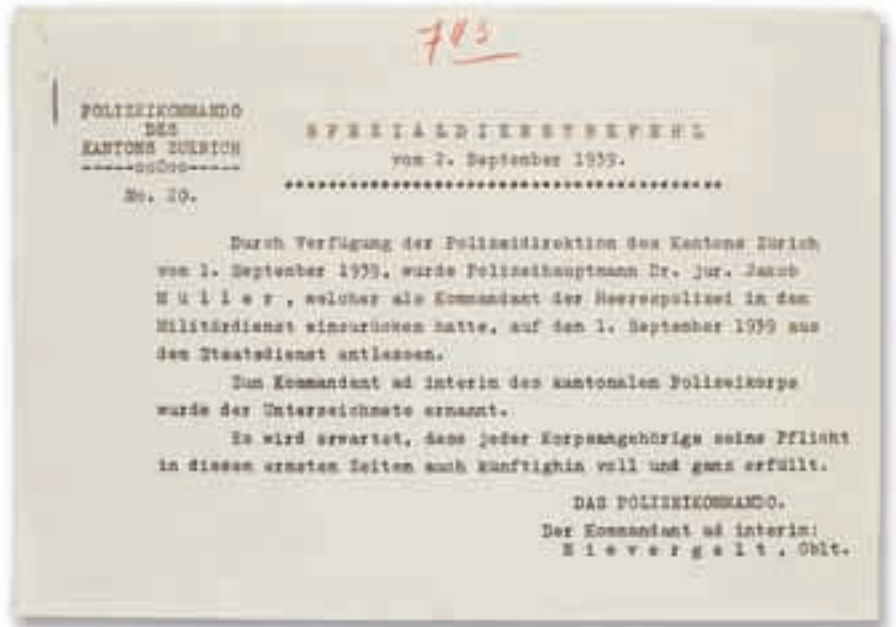 743
POLIZEIKOMMANDO
DES
KANTONS ZUERICH
-----ooOoo-----
No. 20.
S P E Z I A L D I E N S T B E F E H L
vom 2. September 1939.
Durch Verfügung der Polizeidirektion des Kantons Zürich
vom 1. September 1939, wurde Polizeihauptmann Dr. jur. Jakob
M ü l l e r , welcher als Kommandant der Heerespolizei in den
Militärdienst einzurücken hatte, auf den 1. September 1939 aus
dem Staatsdienst entlassen.
Zum Kommandant ad interim des kantonalen Polizeikorps
wurde der Unterzeichnete ernannt.
Es wird erwartet, dass jeder Korpsangehörige seine Pflicht
in diesen ernsten Zeiten auch künftighin voll und ganz erfüllt.
DAS POLIZEIKOMMANDO.
Der Kommandant ad interim:
N i e v e r g e l t , Oblt.